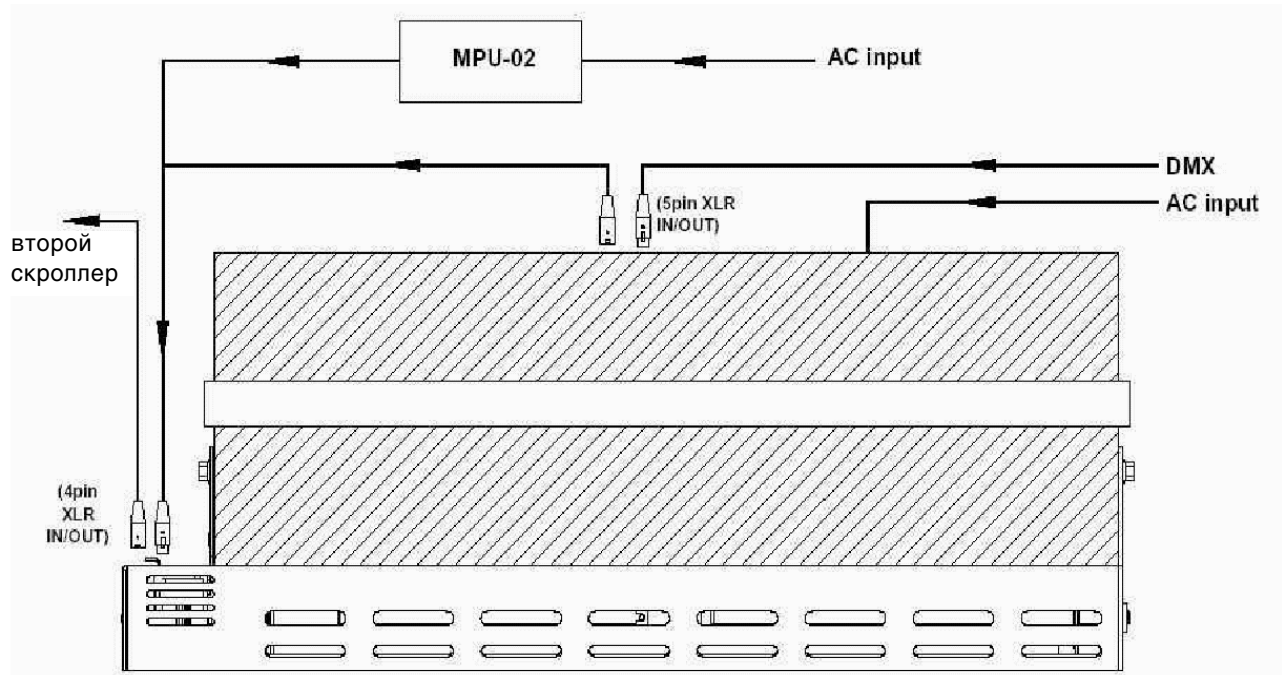 MPU-02
AC input
DMX
AC input
(5pin XLR
IN/OUT)
второй
скроллер
(4pin
XLR
IN/OUT)